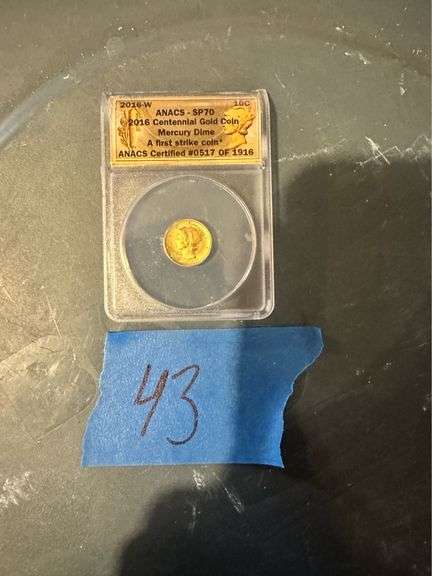 2016-W 10C
ANACS - SP70
2016 Centennial Gold Coin
Mercury Dime
A first strike coin*
ANACS Certified #0517 OF 1916
43